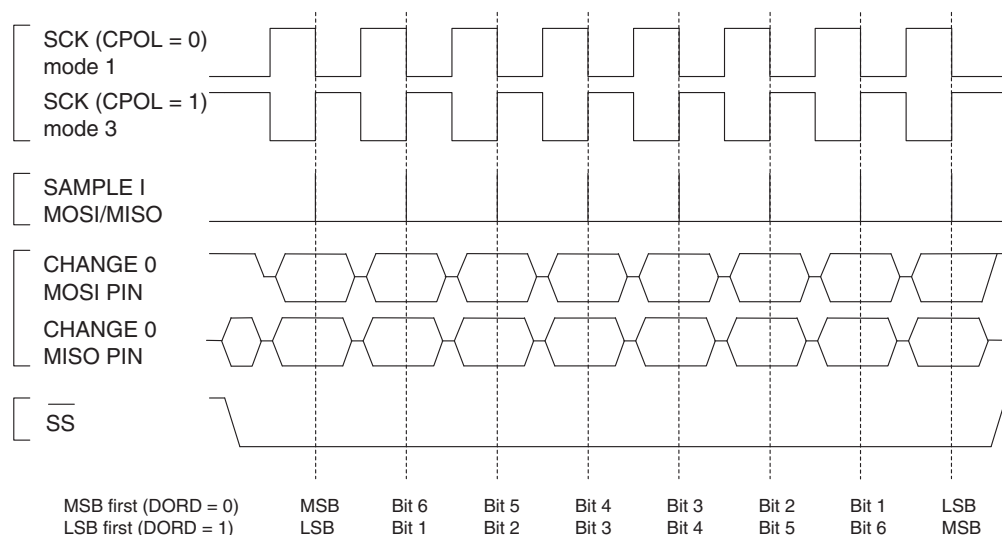 SCK (CPOL = 0)
mode 1
SCK (CPOL = 1)
mode 3
SAMPLE I
MOSI/MISO
CHANGE 0
MOSI PIN
CHANGE 0
MISO PIN
SS
MSB first (DORD = 0) MSB Bit 6 Bit 5 Bit 4 Bit 3 Bit 2 Bit 1 LSB
LSB first (DORD = 1) LSB Bit 1 Bit 2 Bit 3 Bit 4 Bit 5 Bit 6 MSB